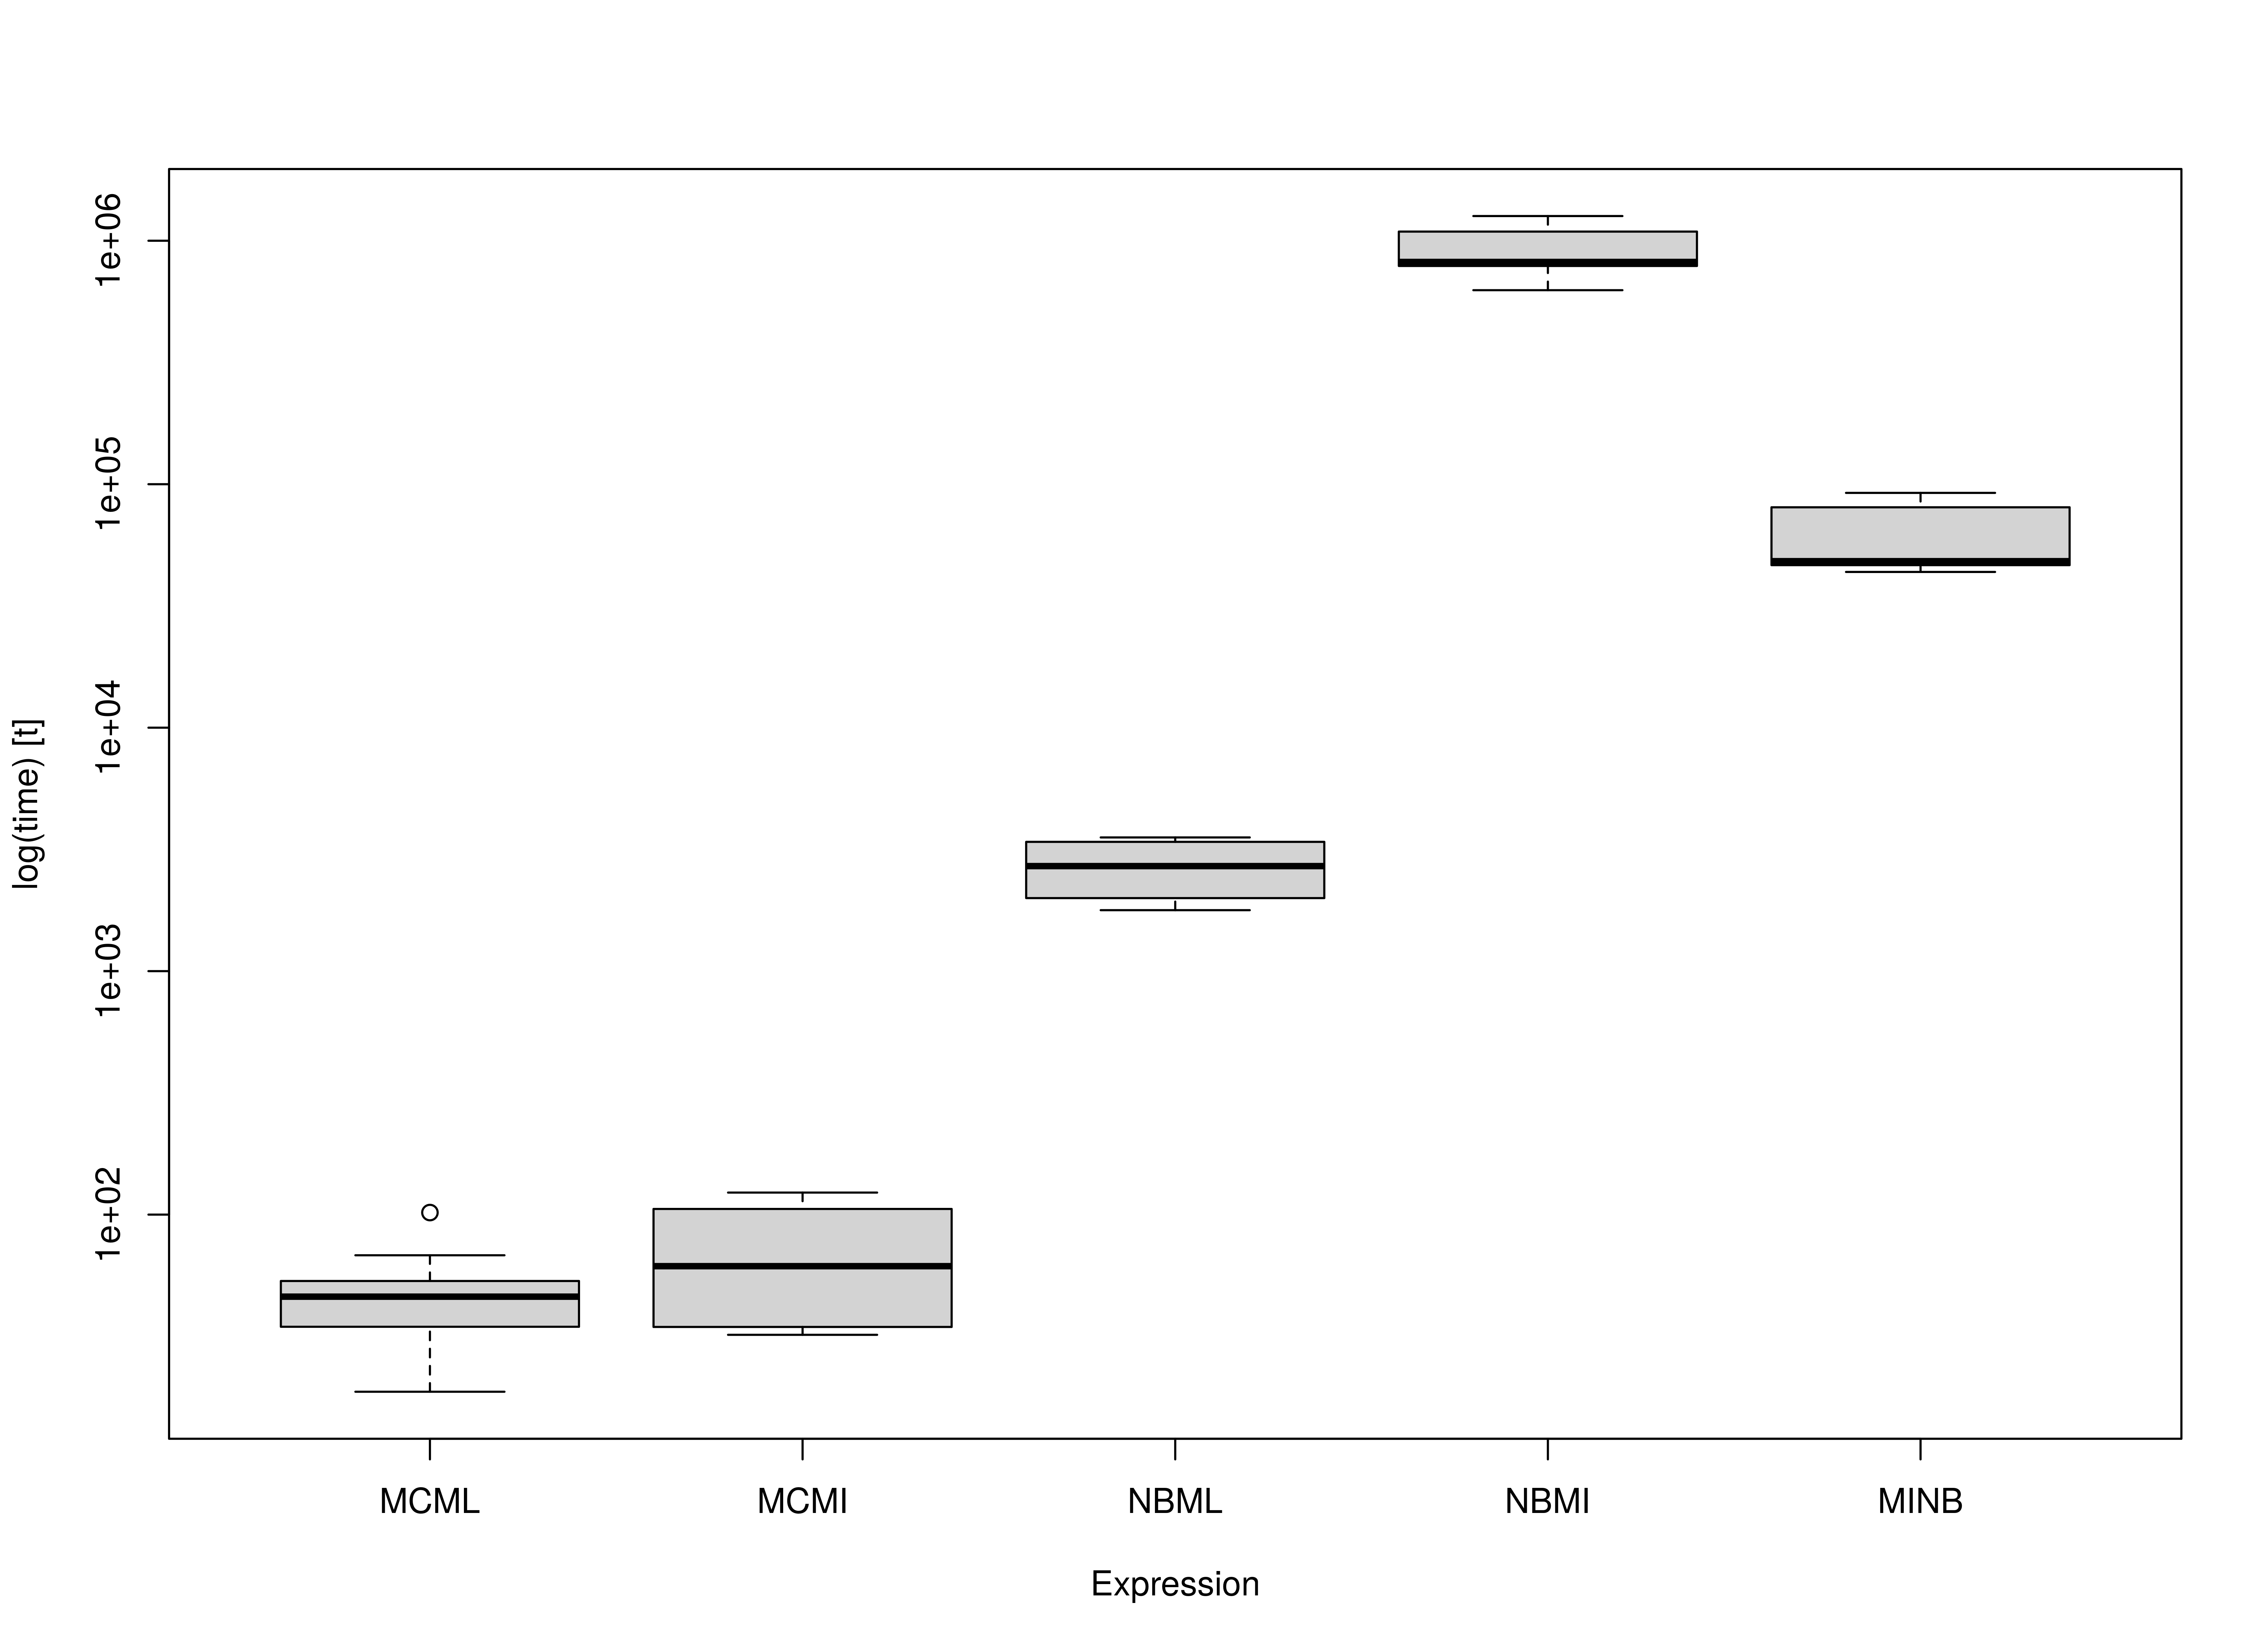 1e+06
1e+05
1e+04
1e+03
1e+02
log(time) [t]
MCML MCMI NBML NBMI MINB
Expression